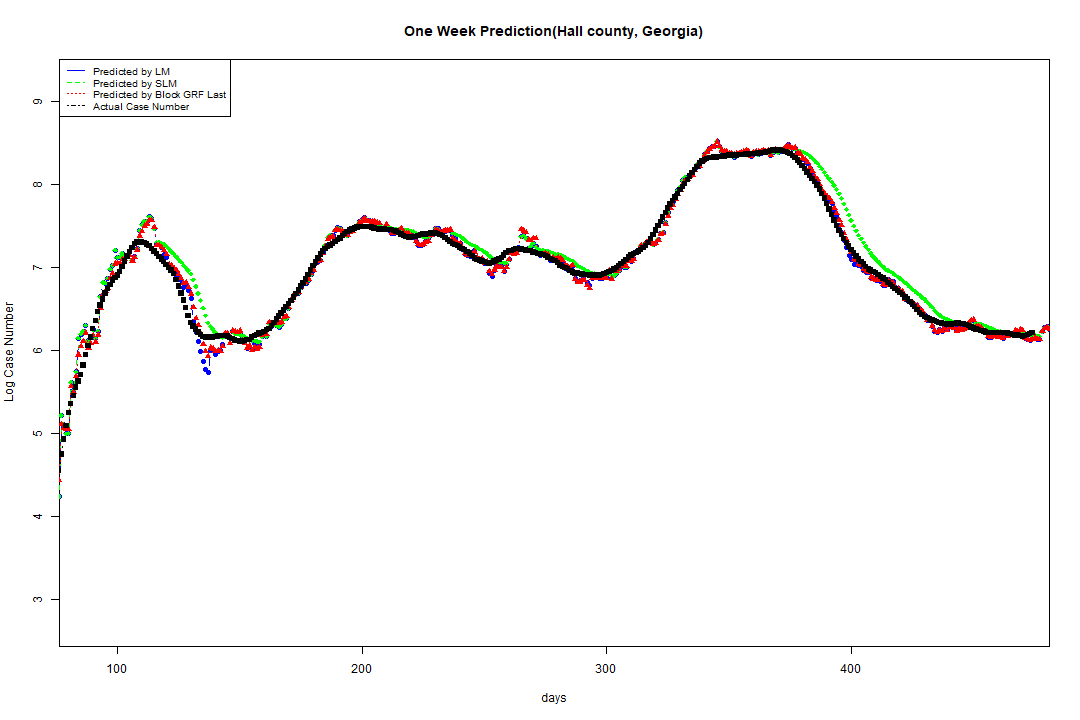 One Week Prediction(Hall county, Georgia)
Predicted by LM
Predicted by SLM
Predicted by Block GRF Last
Actual Case Number
9
8
7
6
5
4
3
Log Case Number
100 200 300 400
days